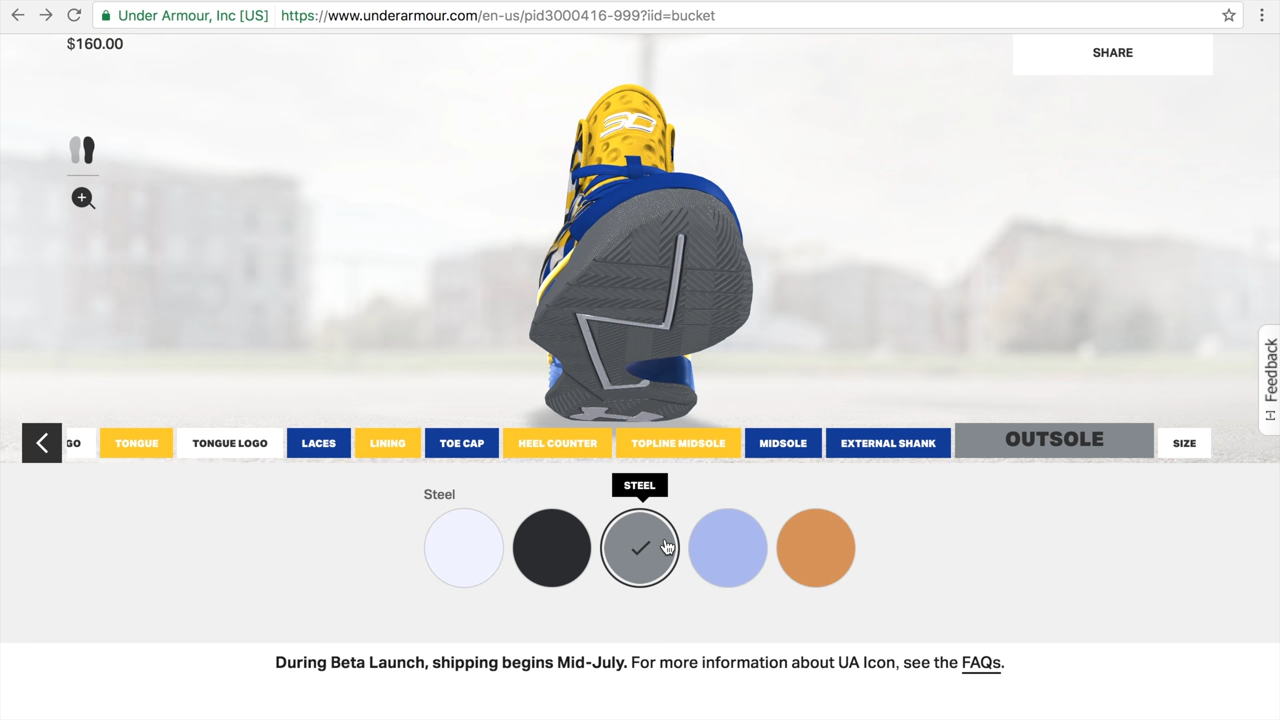 Under Armour, Inc [US]
https://www.underarmour.com/en-us/pid3000416-999?iid=bucket
$160.00
SHARE
SC
Feedback
GO
TONGUE
TONGUE LOGO
LACES
LINING
TOE CAP
HEEL COUNTER
TOPLINE MIDSOLE
MIDSOLE
EXTERNAL SHANK
OUTSOLE
SIZE
Steel
STEEL
During Beta Launch, shipping begins Mid-July. For more information about UA Icon, see the FAQs.